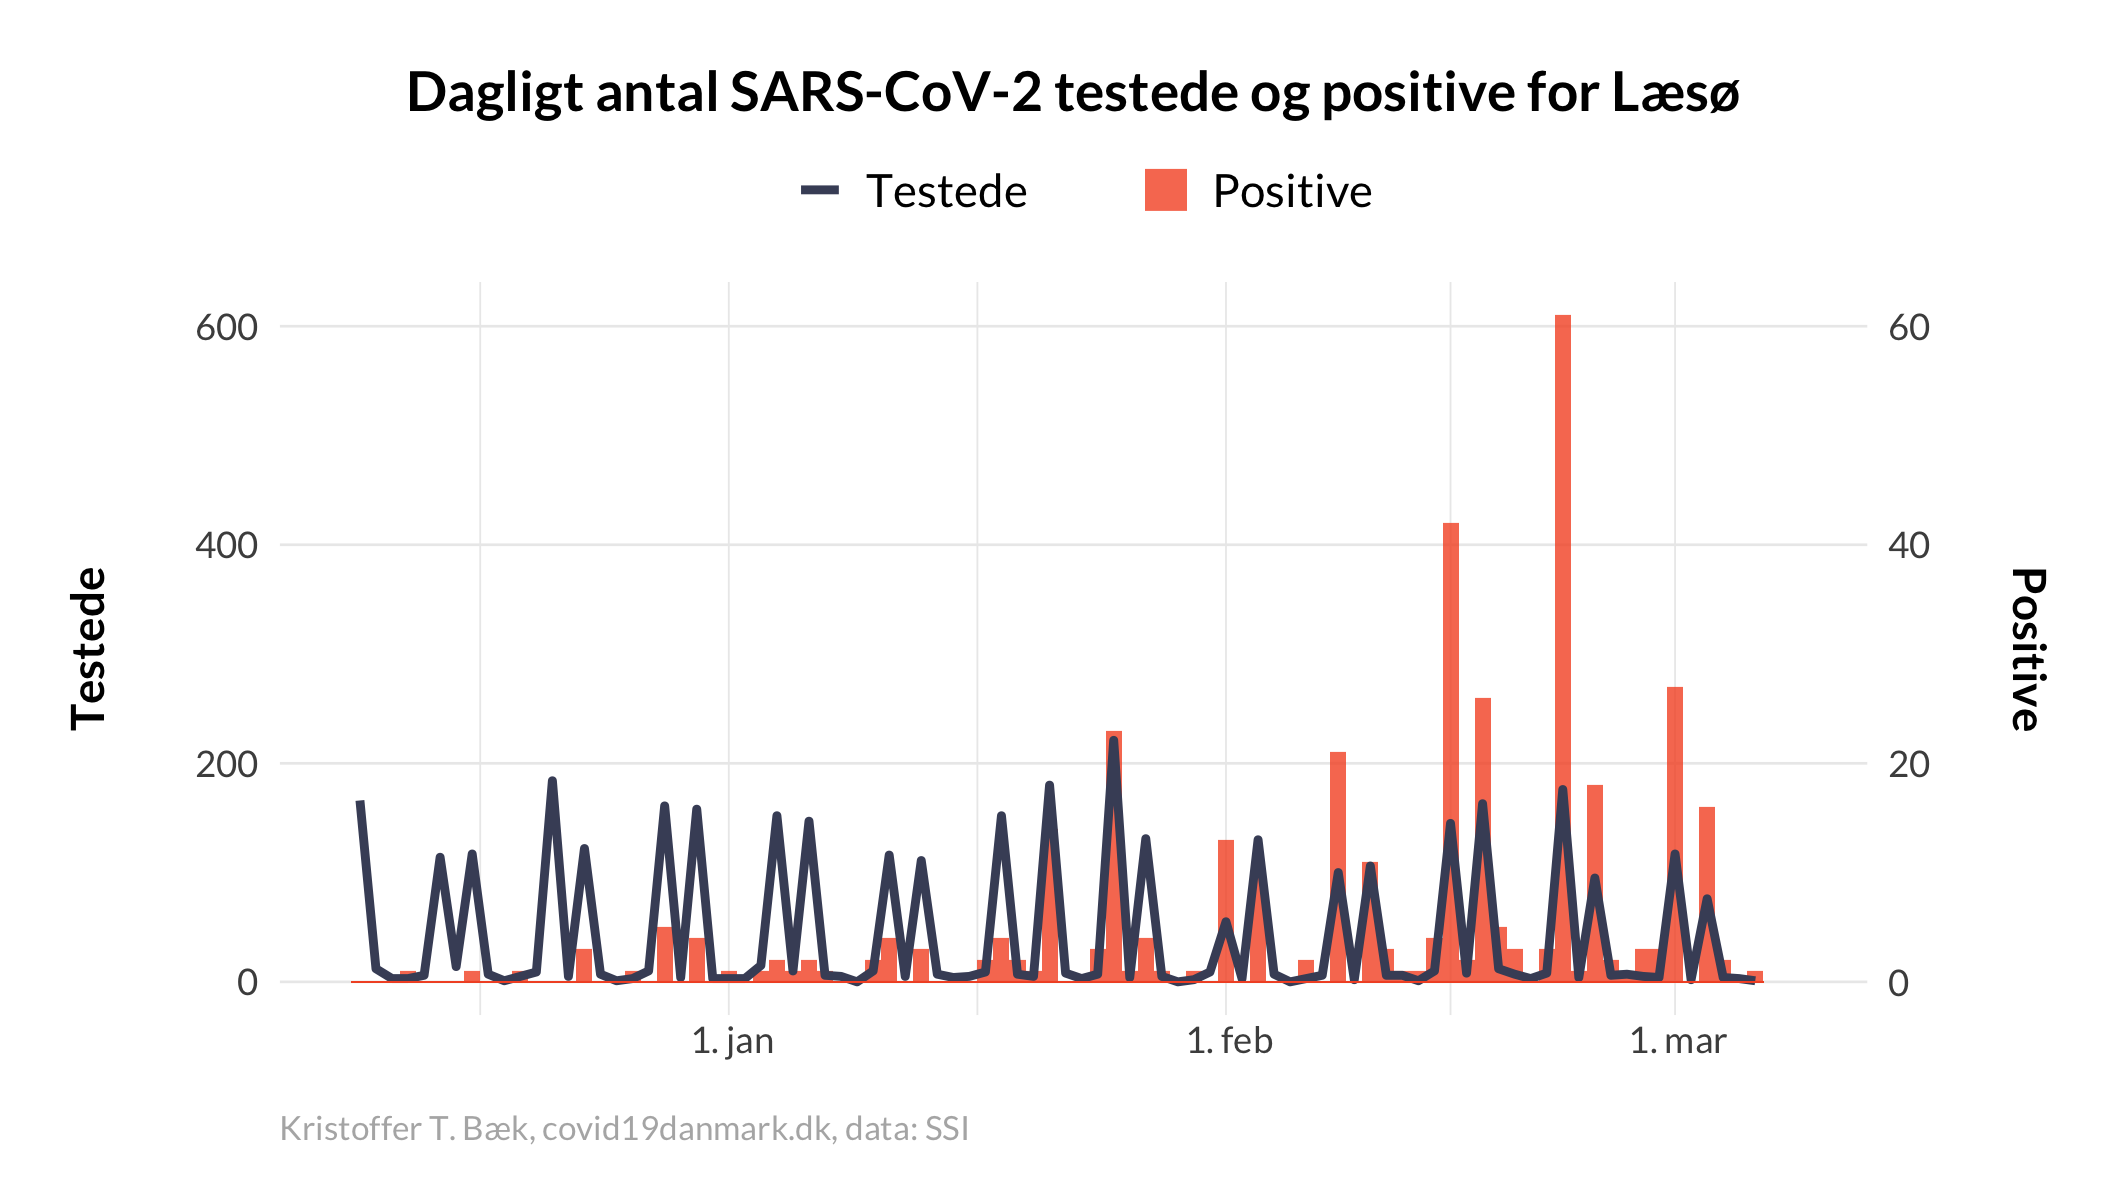 Dagligt antal SARS-CoV-2 testede og positive for Læsø
Testede Positive
600 60
400 40
200 20
0 0
Testede
Positive
1. jan 1. feb 1. mar
Kristoffer T. Bæk, covid19danmark.dk, data: SSI